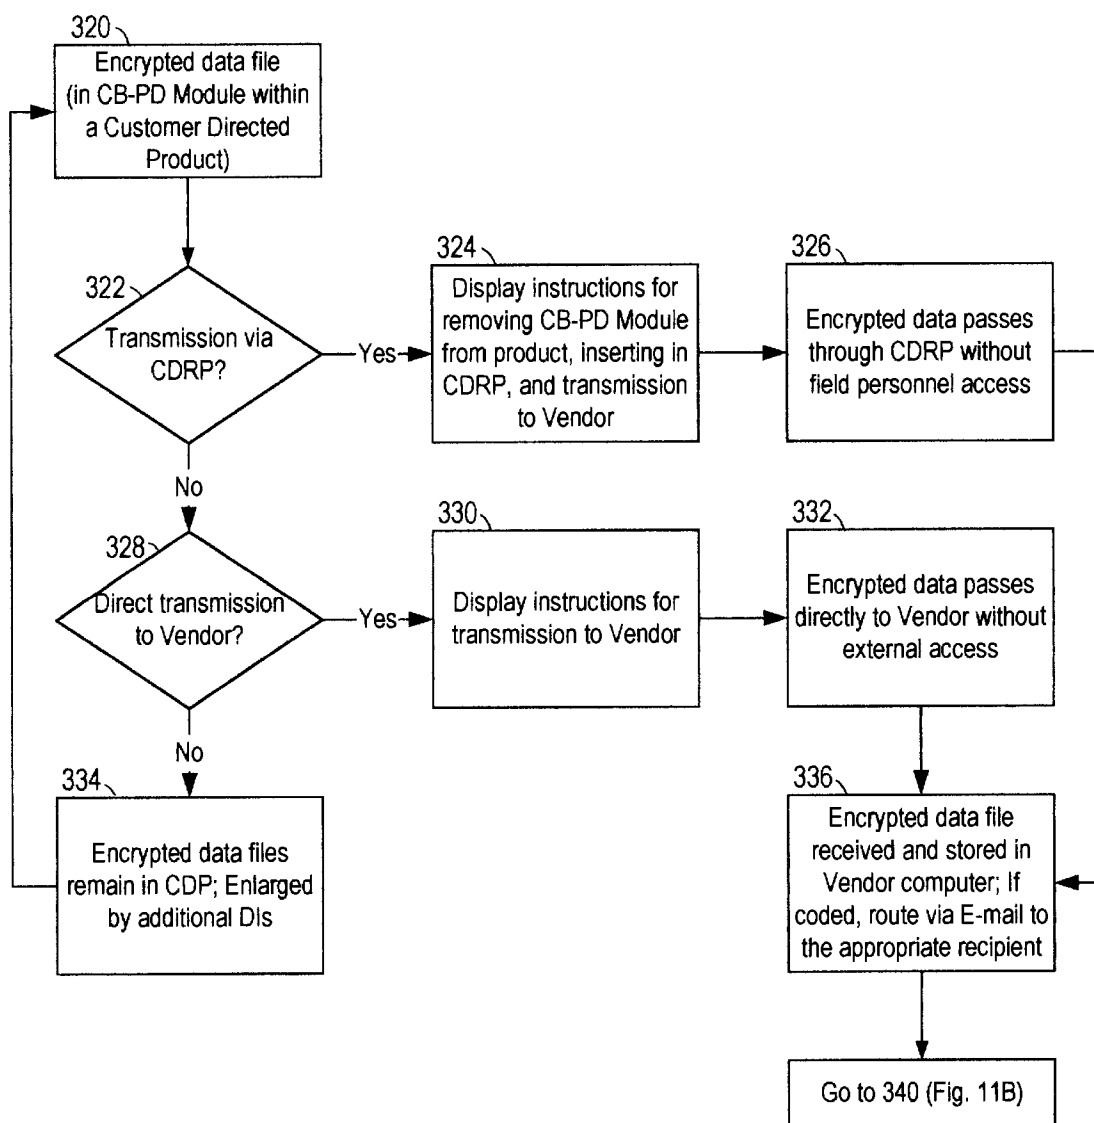 320
Encrypted data file
(in CB-PD Module within
a Customer Directed
Product)
322
Transmission via
CDRP?
Yes
324
Display instructions for
removing CB-PD Module
from product, inserting in
CDRP, and transmission
to Vendor
326
Encrypted data passes
through CDRP without
field personnel access
No
328
Direct transmission
to Vendor?
Yes
330
Display instructions for
transmission to Vendor
332
Encrypted data passes
directly to Vendor without
external access
No
334
Encrypted data files
remain in CDP; Enlarged
by additional DIs
336
Encrypted data file
received and stored in
Vendor computer; If
coded, route via E-mail to
the appropriate recipient
Go to 340 (Fig. 11B)